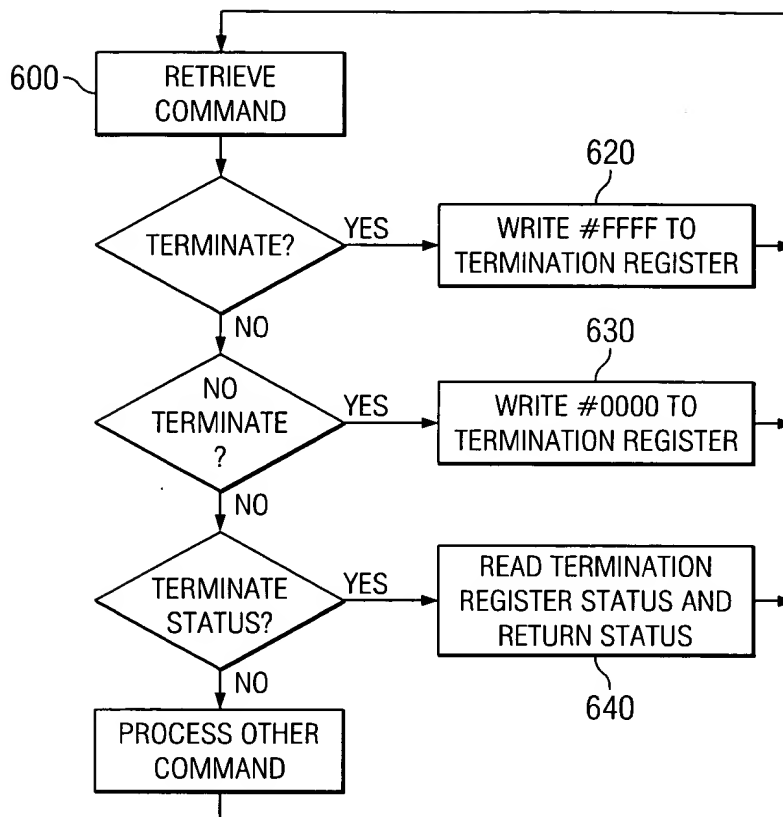 600
RETRIEVE
COMMAND
620
TERMINATE?
YES
WRITE #FFFF TO
TERMINATION REGISTER
NO
630
NO
TERMINATE
?
YES
WRITE #0000 TO
TERMINATION REGISTER
NO
TERMINATE
STATUS?
YES
READ TERMINATION
REGISTER STATUS AND
RETURN STATUS
640
NO
PROCESS OTHER
COMMAND